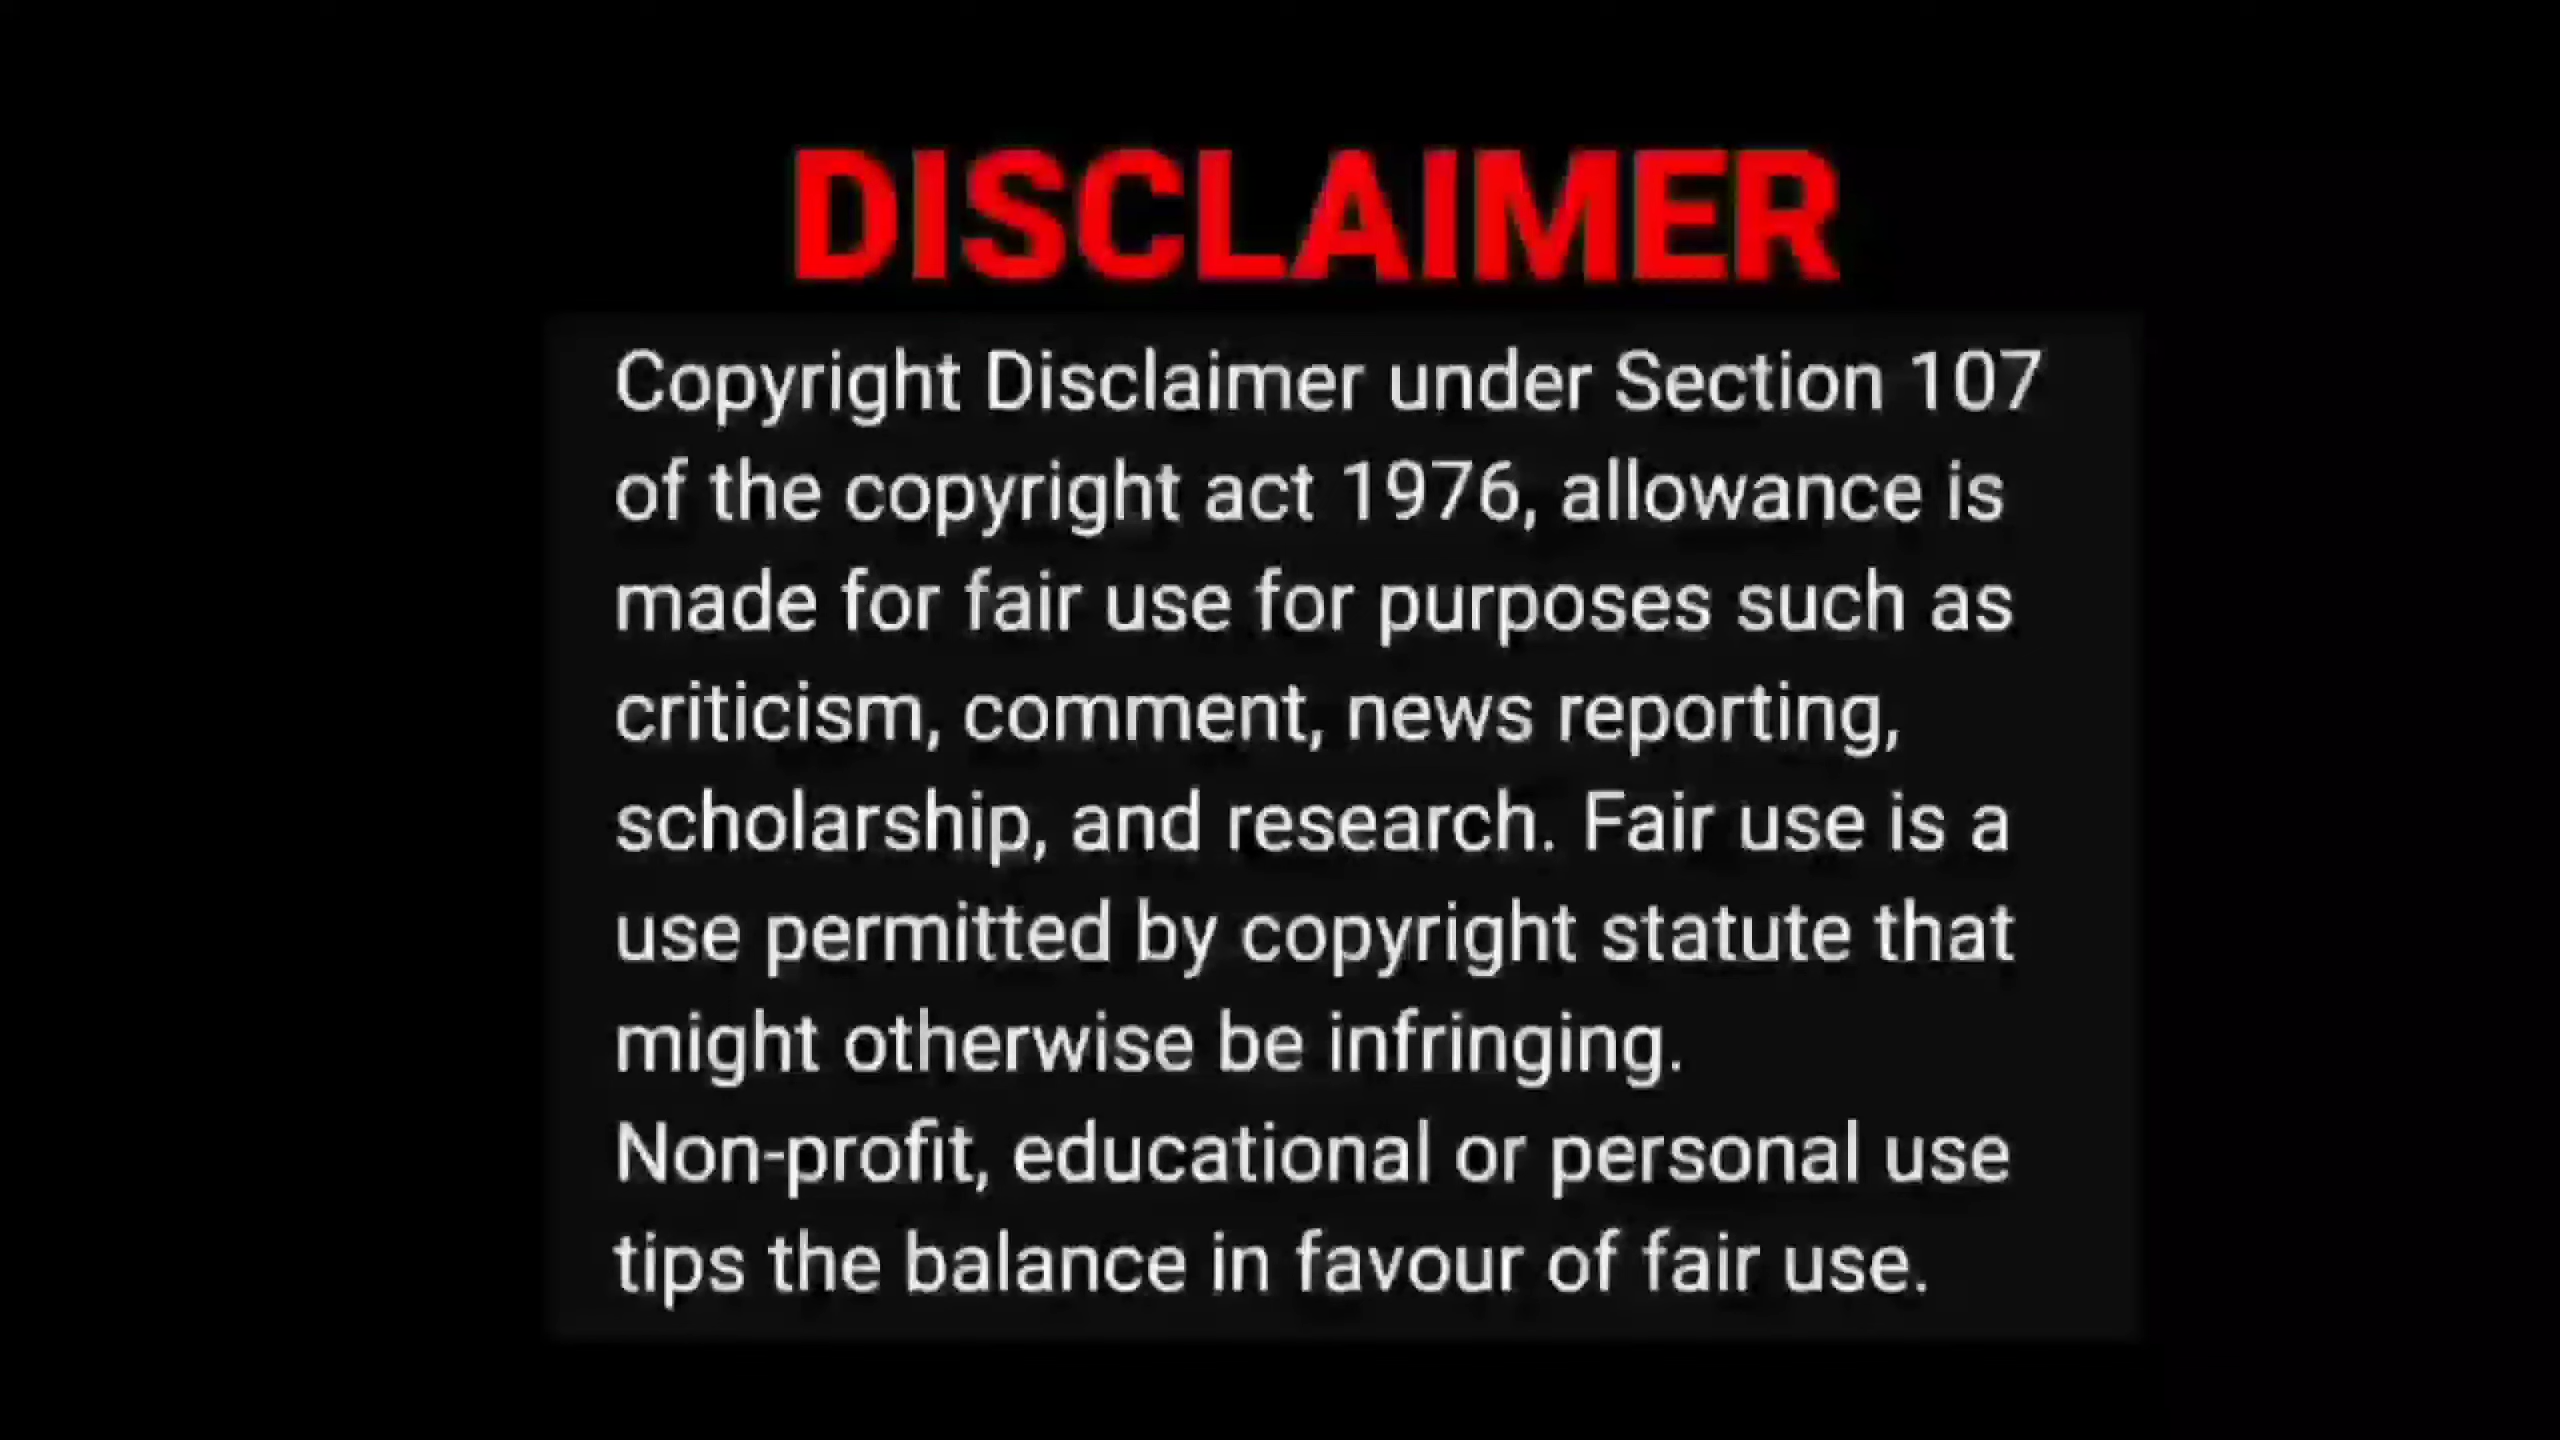 DISCLAIMER
Copyright Disclaimer under Section 107
of the copyright act 1976, allowance is
made for fair use for purposes such as
criticism, comment, news reporting,
scholarship, and research. Fair use is a
use permitted by copyright statute that
might otherwise be infringing.
Non-profit, educational or personal use
tips the balance in favour of fair use.